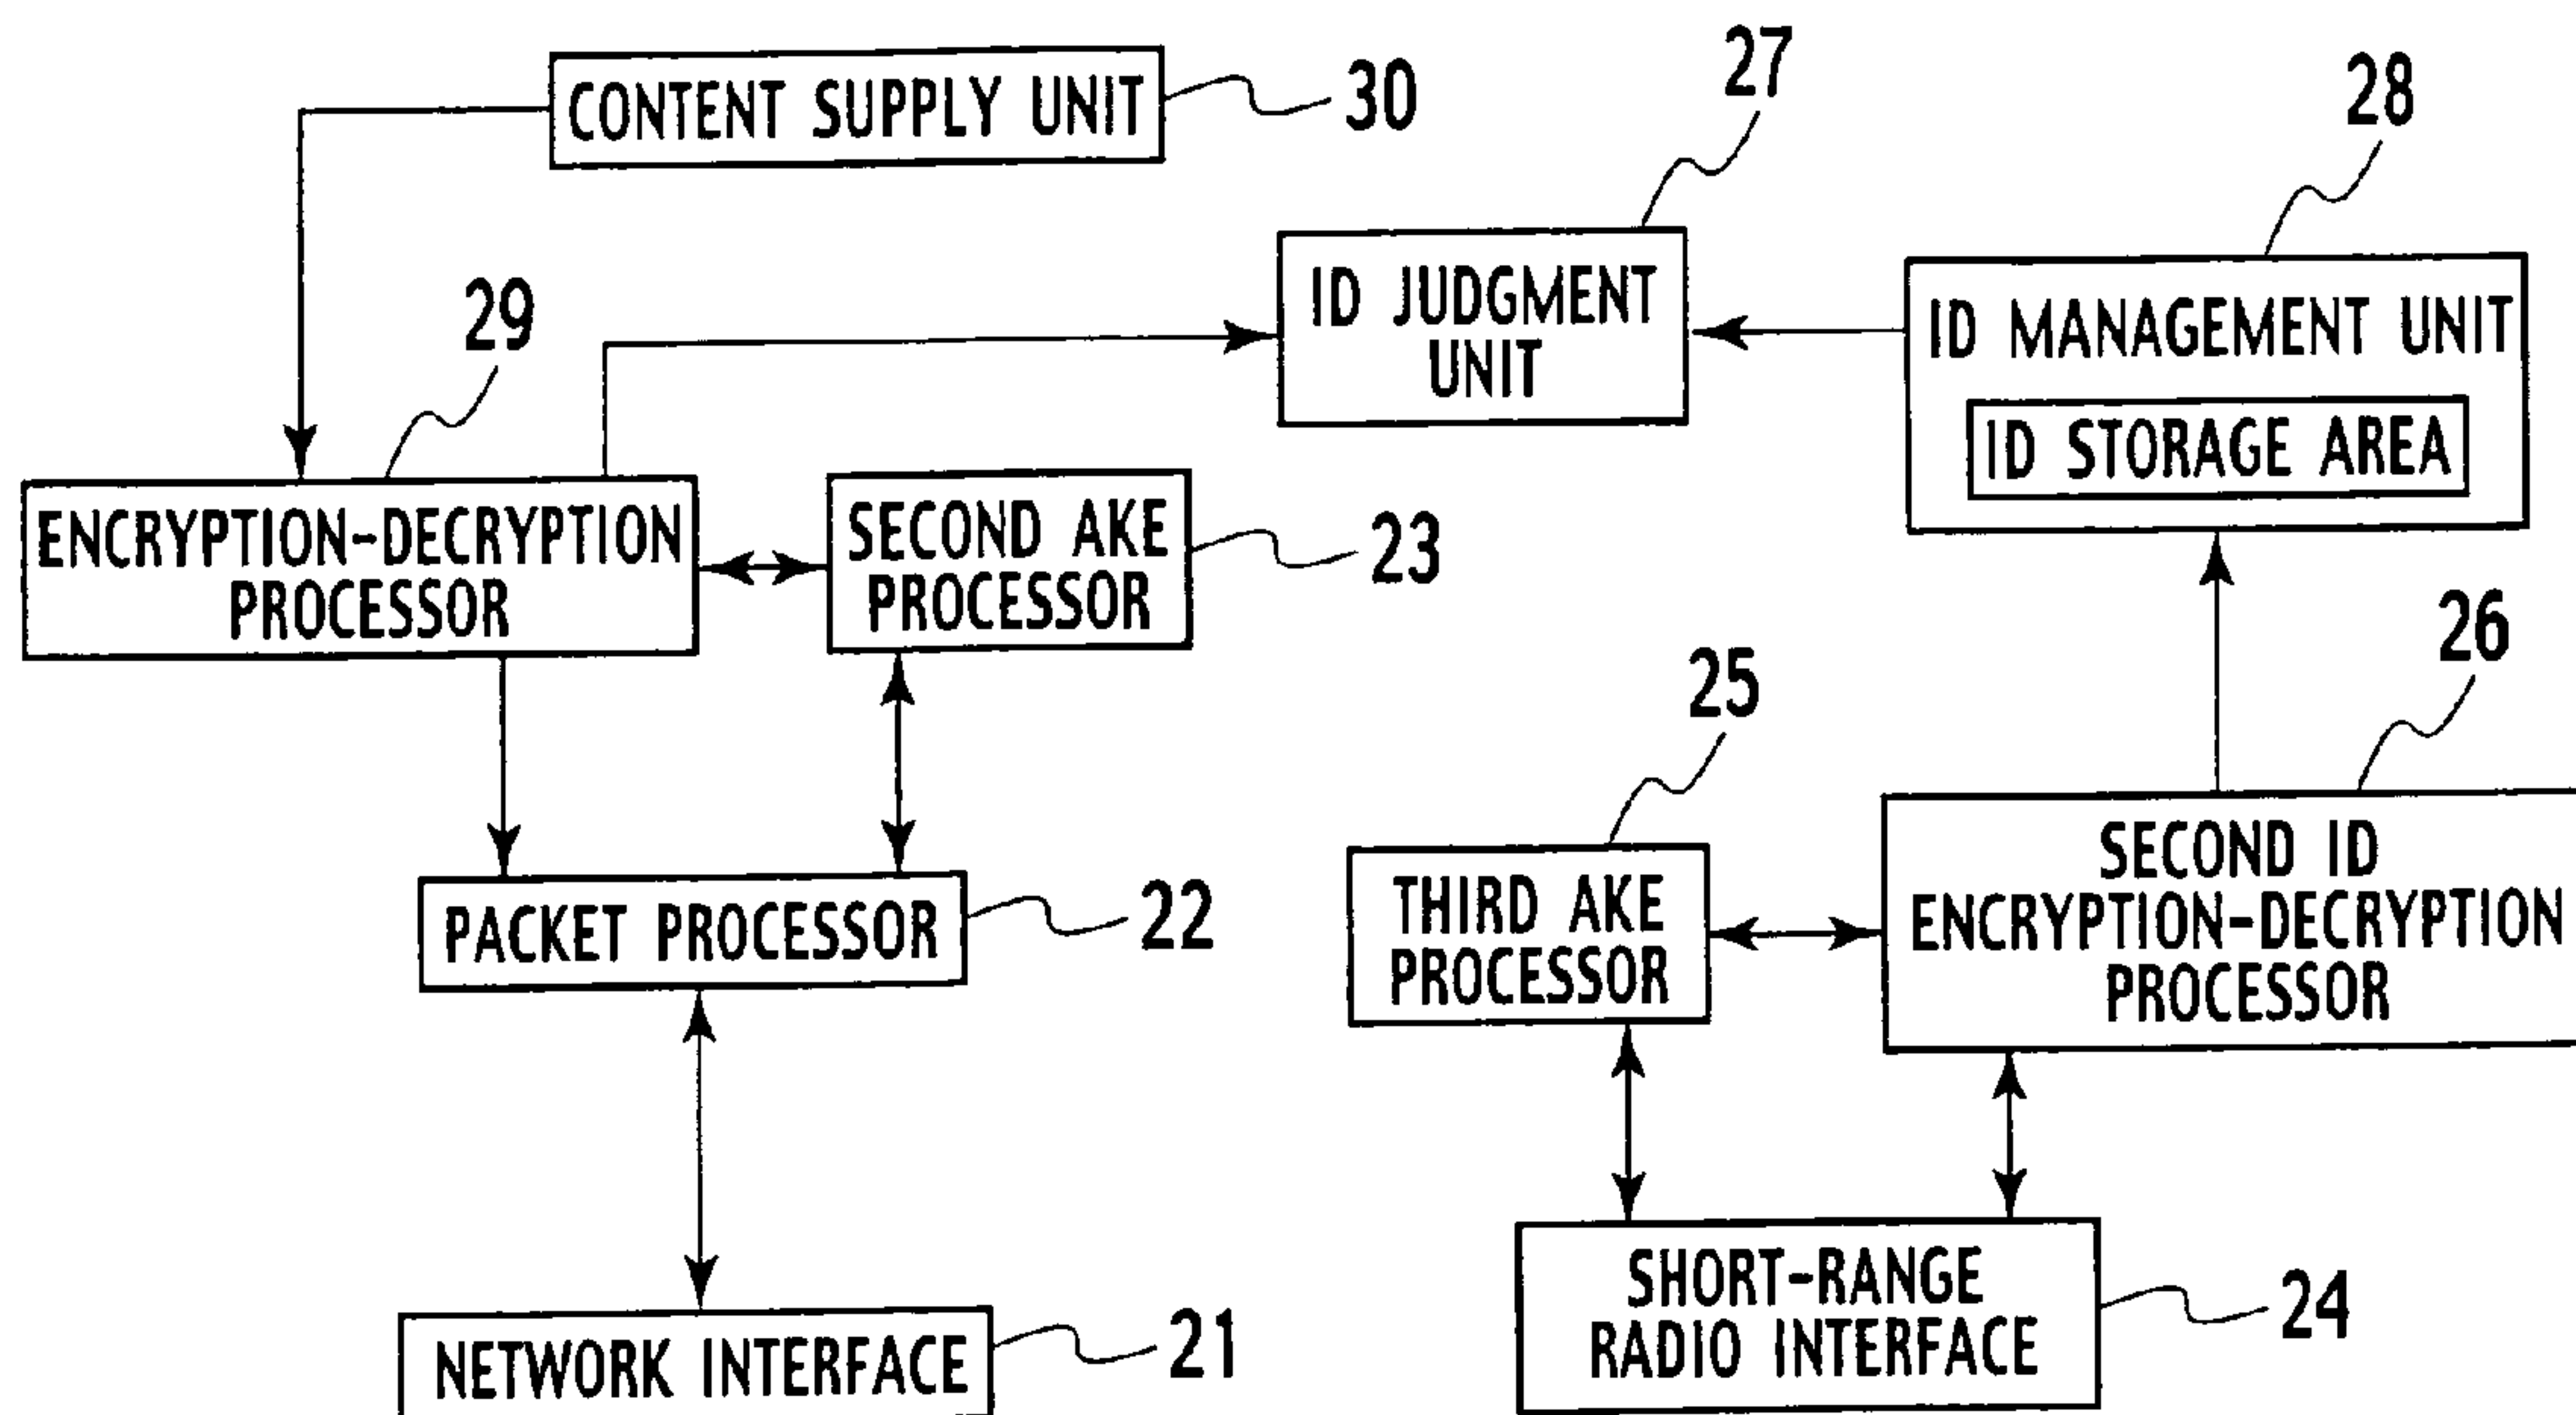 CONTENT SUPPLY UNIT
30
27
28
ID JUDGMENT
UNIT
ID MANAGEMENT UNIT
ID STORAGE AREA
29
ENCRYPTION-DECRYPTION
PROCESSOR
SECOND AKE
PROCESSOR
23
26
25
SECOND ID
ENCRYPTION-DECRYPTION
PROCESSOR
THIRD AKE
PROCESSOR
PACKET PROCESSOR
22
SHORT-RANGE
RADIO INTERFACE
24
NETWORK INTERFACE
21